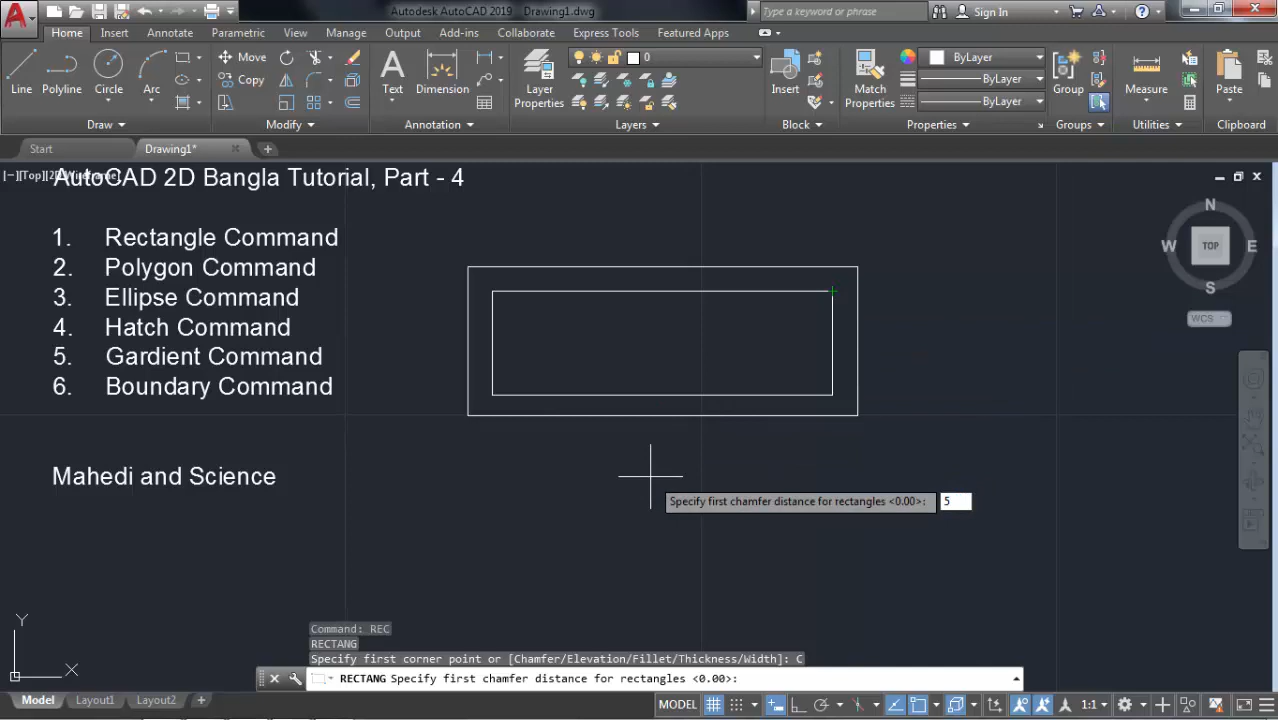 Autodesk AutoCAD 2019 Drawing1.dwg
Type a keyword or phrase
Sign In
Home Insert Annotate Parametric View Manage Output Add-ins Collaborate Express Tools Featured Apps
Line Polyline Circle Arc
Move
Copy
Text Dimension
Layer Properties
0
Insert
Match Properties
ByLayer
ByLayer
ByLayer
Group
Measure
Paste
Draw Modify Annotation Layers Block Properties Groups Utilities Clipboard
Start Drawing1*
AutoCAD 2D Bangla Tutorial, Part - 4
1. Rectangle Command
2. Polygon Command
3. Ellipse Command
4. Hatch Command
5. Gardient Command
6. Boundary Command
Mahedi and Science
N
W TOP E
S
WCS
Specify first chamfer distance for rectangles <0.00>: 5
Y
X
Command: REC
RECTANG
Specify first corner point or [Chamfer/Elevation/Fillet/Thickness/Width]: C
RECTANG Specify first chamfer distance for rectangles <0.00>:
Model Layout1 Layout2 +
MODEL 1:1